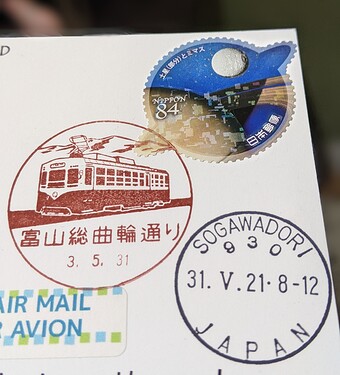 D
土星(部分)とミマス
NIPPON
84
日本郵便
富山総曲輪通り
3.5.31
SOGAWADORI
930
31.V.21・8-12
JAPAN
AIR MAIL
R AVION